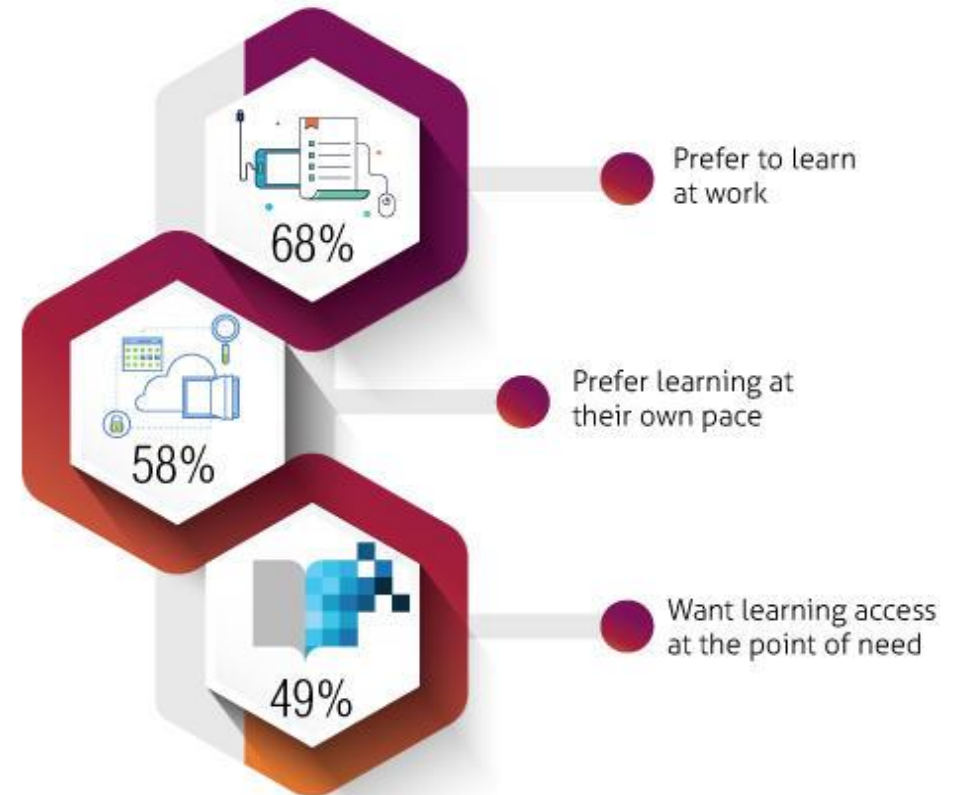 68%
Prefer to learn
at work
58%
Prefer learning at
their own pace
49%
Want learning access
at the point of need